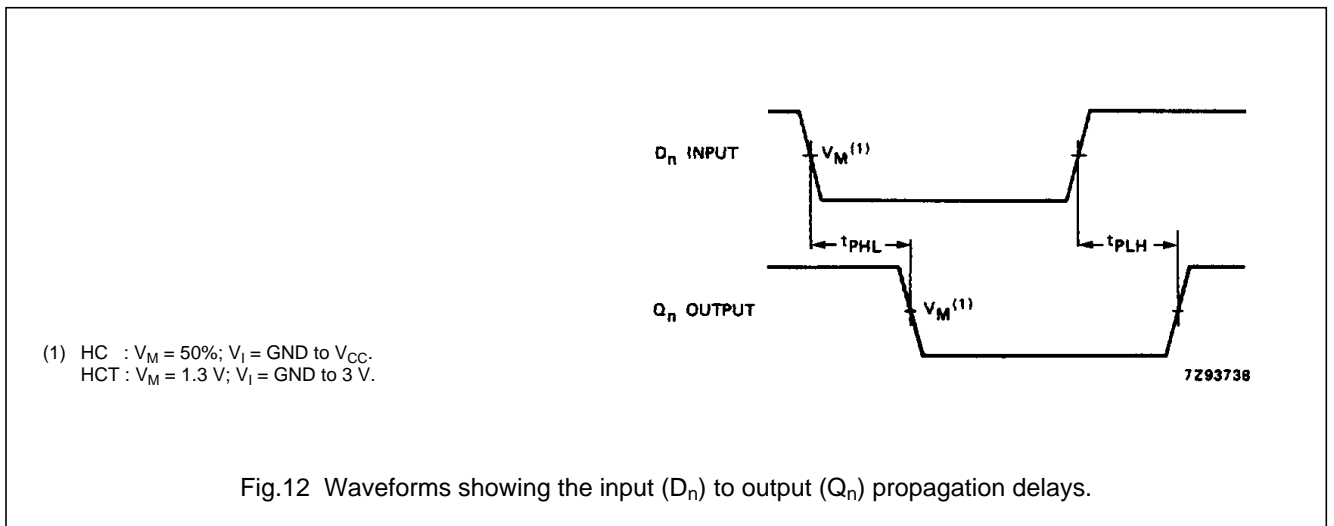 Dn INPUT
VM(1)
tPHL
tPLH
Qn OUTPUT
VM(1)
(1) HC : VM = 50%; VI = GND to VCC.
HCT : VM = 1.3 V; VI = GND to 3 V.
7Z93738
Fig.12 Waveforms showing the input (Dn) to output (Qn) propagation delays.